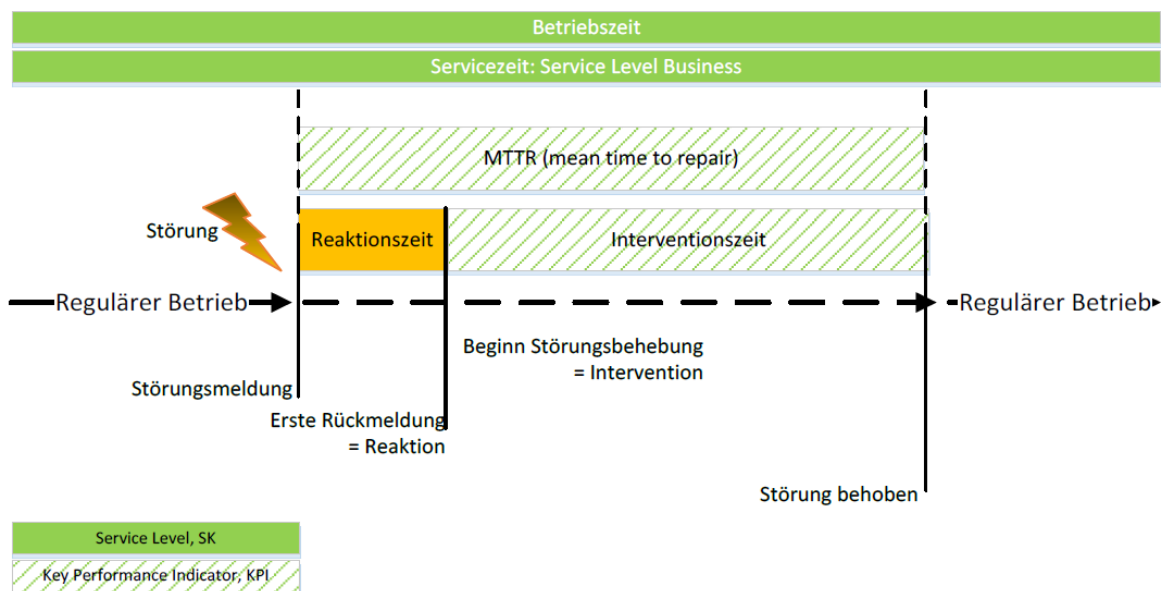 Betriebszeit
Servicezeit: Service Level Business
MTTR (mean time to repair)
Störung
Reaktionszeit
Interventionszeit
Regulärer Betrieb
Regulärer Betrieb
Beginn Störungsbehebung
= Intervention
Störungsmeldung
Erste Rückmeldung
= Reaktion
Störung behoben
Service Level, SK
Key Performance Indicator, KPI